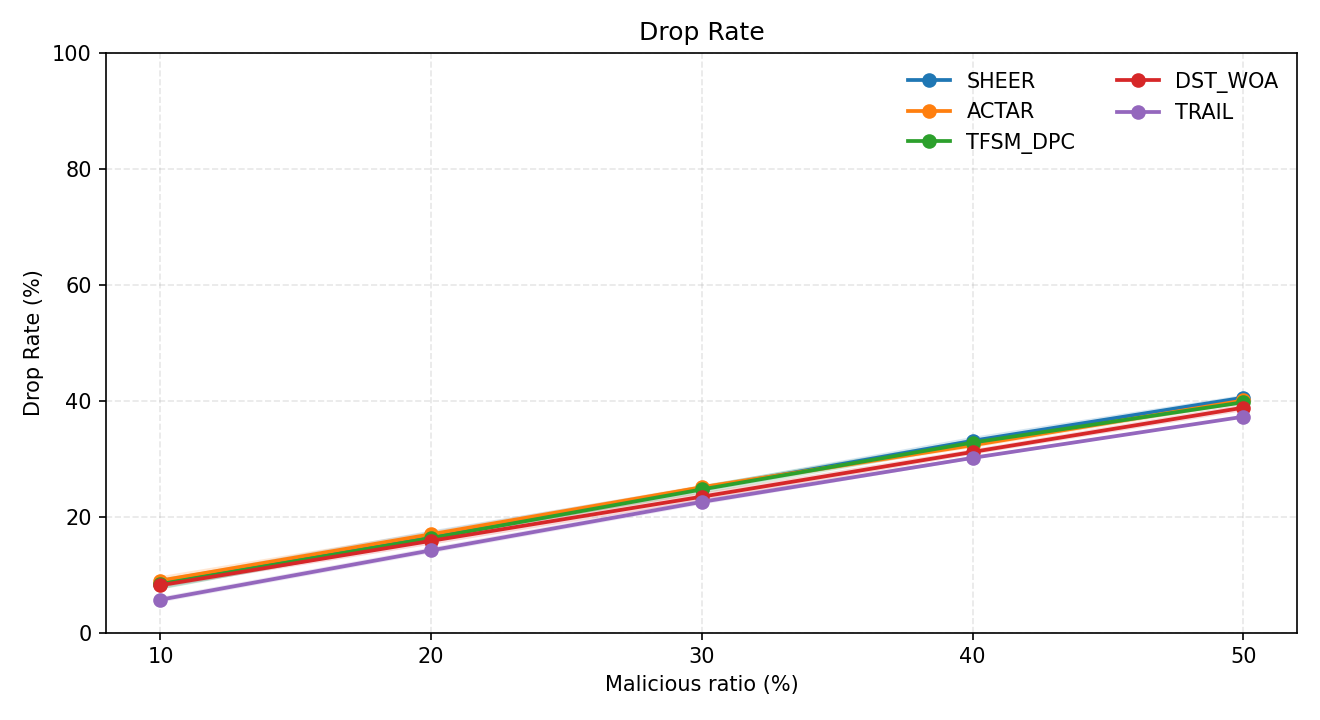 Drop Rate
100
80
60
40
20
0
Drop Rate (%)
SHEER
ACTAR
TFSM_DPC
DST_WOA
TRAIL
10 20 30 40 50
Malicious ratio (%)